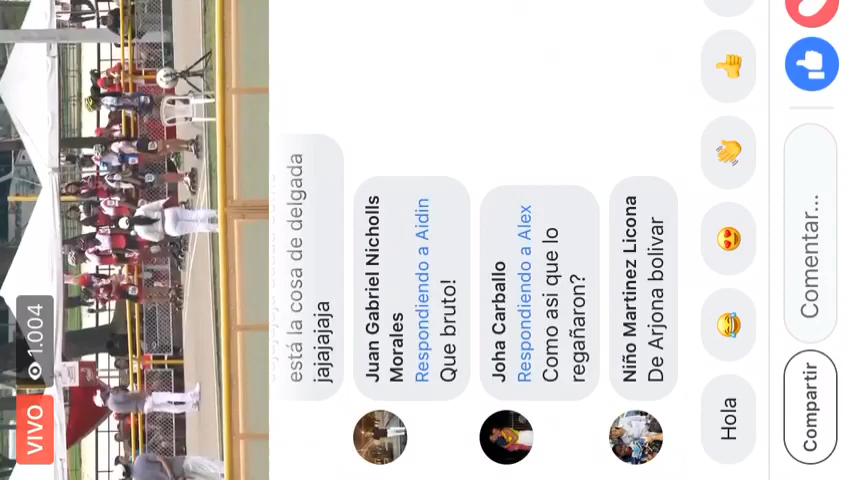 VIVO
1.004
está la cosa de delgada
jajajajaja
Juan Gabriel Nicholls
Morales
Respondiendo a Aidin
Que bruto!
Joha Carballo
Respondiendo a Alex
Como asi que lo
regañaron?
Niño Martinez Licona
De Arjona bolivar
Hola
Compartir
Comentar...